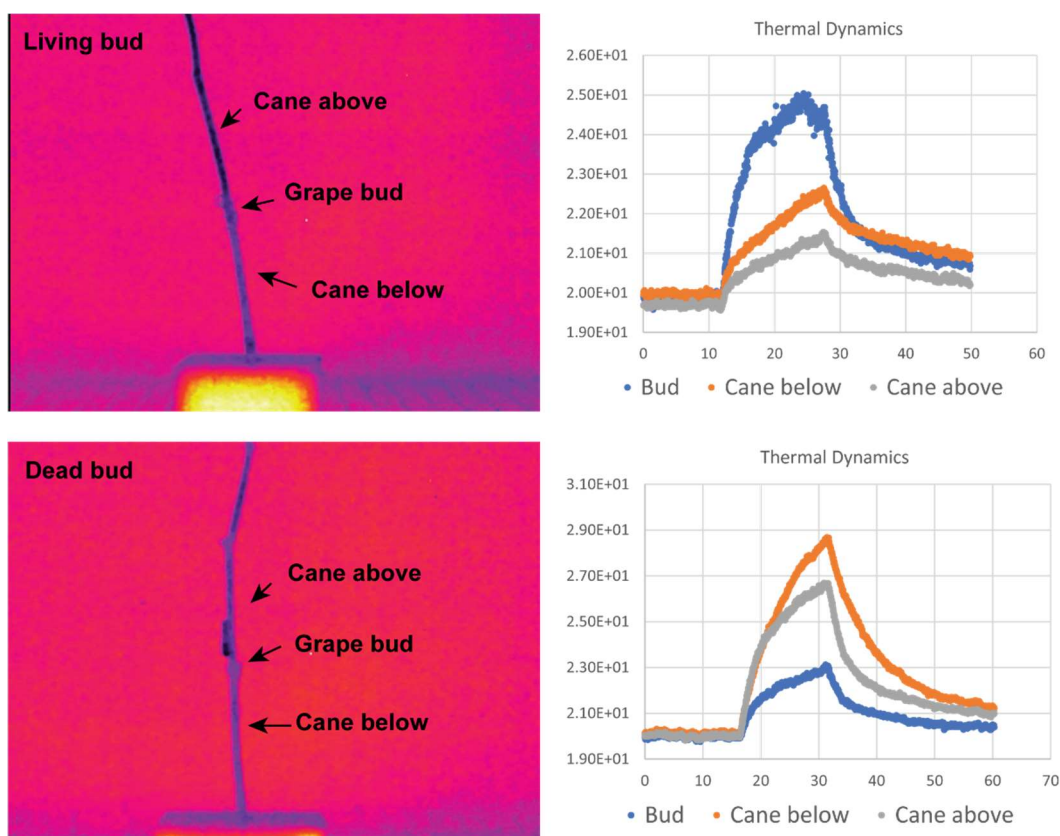 Living bud
Cane above
Grape bud
Cane below
Thermal Dynamics
2.60E+01
2.50E+01
2.40E+01
2.30E+01
2.20E+01
2.10E+01
2.00E+01
1.90E+01
0 10 20 30 40 50 60
Bud Cane below Cane above
Dead bud
Cane above
Grape bud
Cane below
Thermal Dynamics
3.10E+01
2.90E+01
2.70E+01
2.50E+01
2.30E+01
2.10E+01
1.90E+01
0 10 20 30 40 50 60 70
Bud Cane below Cane above